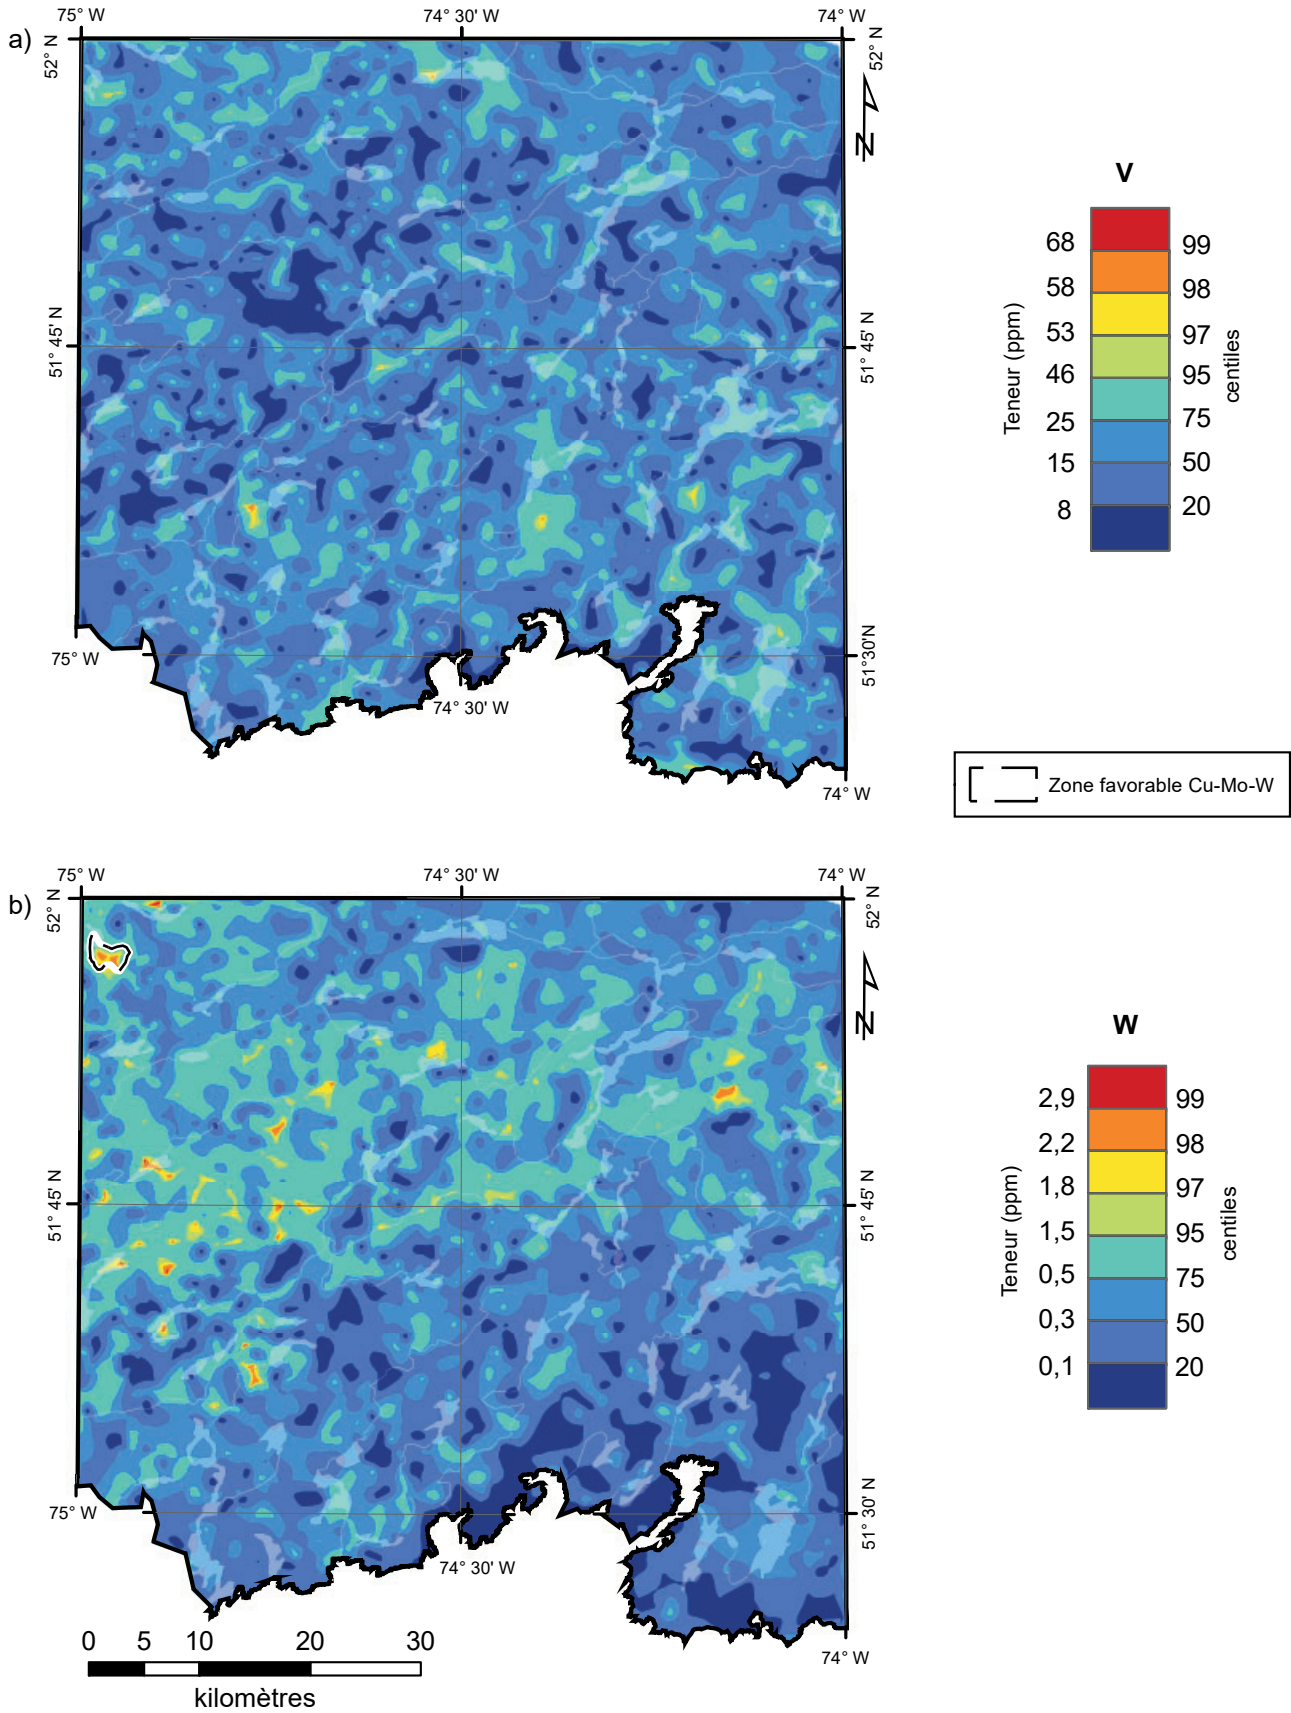 a)
75° W
74° 30' W
74° W
52° N
52° N
N
51° 45' N
51° 45' N
75° W
51°30'N
74° 30' W
74° W
V
Teneur (ppm)
68
58
53
46
25
15
8
99
98
97
95
75
50
20
centiles
Zone favorable Cu-Mo-W
b)
75° W
74° 30' W
74° W
52° N
52° N
N
51° 45' N
51° 45' N
75° W
51° 30' N
74° 30' W
74° W
W
Teneur (ppm)
2,9
2,2
1,8
1,5
0,5
0,3
0,1
99
98
97
95
75
50
20
centiles
0 5 10 20 30
kilomètres